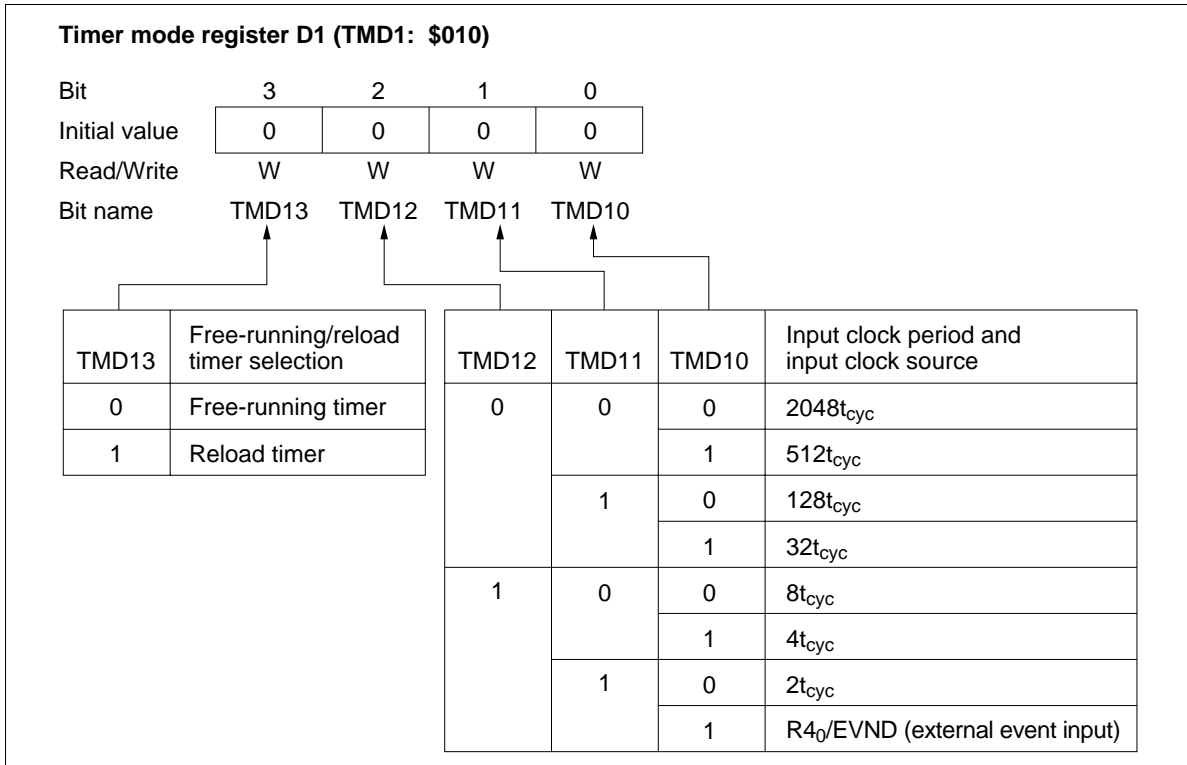 Timer mode register D1 (TMD1: $010)
Bit 3 2 1 0
Initial value 0 0 0 0
Read/Write W W W W
Bit name TMD13 TMD12 TMD11 TMD10
TMD13 Free-running/reload
timer selection
0 Free-running timer
1 Reload timer
TMD12 TMD11 TMD10 Input clock period and
input clock source
0 0 0 2048tcyc
1 512tcyc
1 0 128tcyc
1 32tcyc
1 0 0 8tcyc
1 4tcyc
1 0 2tcyc
1 R40/EVND (external event input)